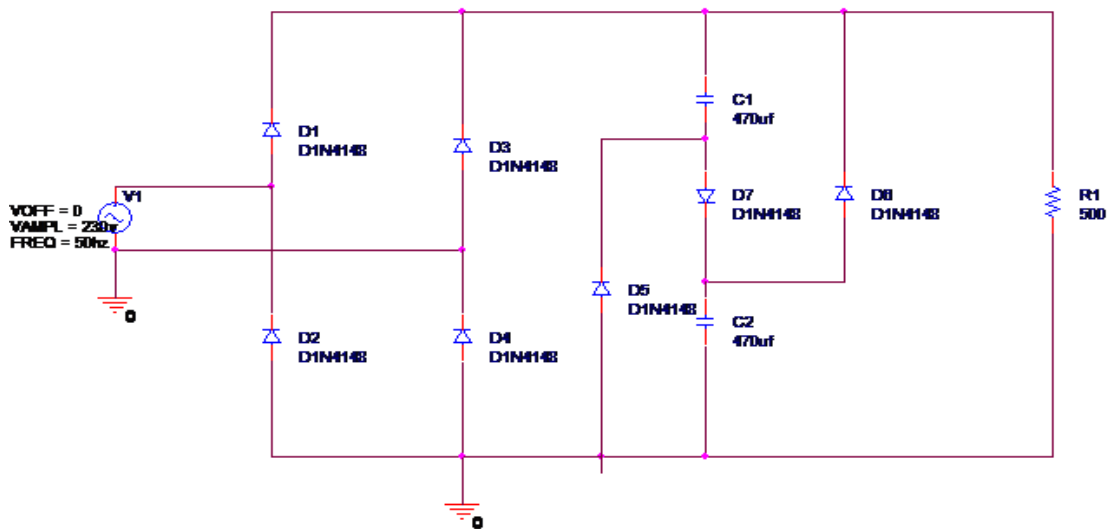 C1
470uf
D1
D1N4148
D3
D1N4148
V1
VOFF = 0
VAMPL = 230v
FREQ = 50hz
D7
D1N4148
D6
D1N4148
R1
500
D5
D1N4148
0
D2
D1N4148
D4
D1N4148
C2
470uf
0